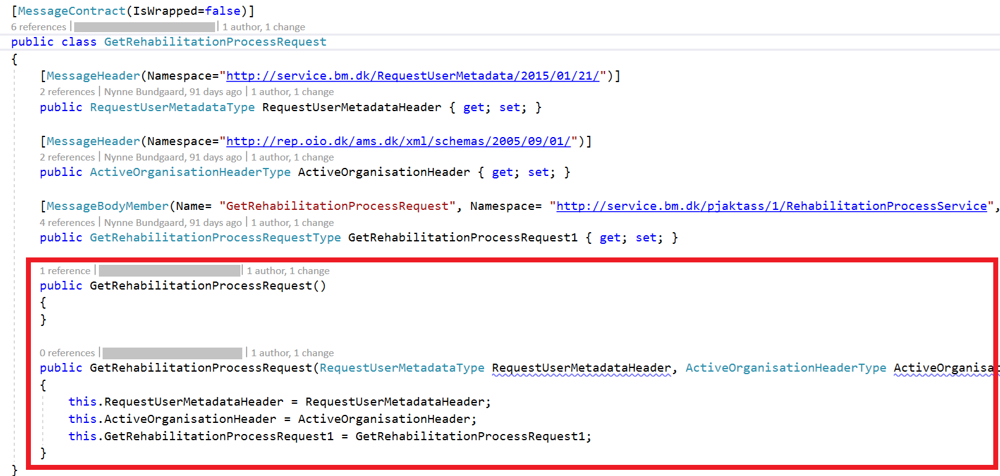 [MessageContract(IsWrapped=false)]
6 references | | 1 author, 1 change
public class GetRehabilitationProcessRequest
{
[MessageHeader(Namespace="http://service.bm.dk/RequestUserMetadata/2015/01/21/")]
2 references | Nynne Bundgaard, 91 days ago | 1 author, 1 change
public RequestUserMetadataType RequestUserMetadataHeader { get; set; }
[MessageHeader(Namespace="http://rep.oio.dk/ams.dk/xml/schemas/2005/09/01/")]
2 references | Nynne Bundgaard, 91 days ago | 1 author, 1 change
public ActiveOrganisationHeaderType ActiveOrganisationHeader { get; set; }
[MessageBodyMember(Name= "GetRehabilitationProcessRequest", Namespace= "http://service.bm.dk/pjaktass/1/RehabilitationProcessService",
4 references | Nynne Bundgaard, 91 days ago | 1 author, 1 change
public GetRehabilitationProcessRequestType GetRehabilitationProcessRequest1 { get; set; }
1 reference | | 1 author, 1 change
public GetRehabilitationProcessRequest()
{
}
0 references | | 1 author, 1 change
public GetRehabilitationProcessRequest(RequestUserMetadataType RequestUserMetadataHeader, ActiveOrganisationHeaderType ActiveOrganisa
{
this.RequestUserMetadataHeader = RequestUserMetadataHeader;
this.ActiveOrganisationHeader = ActiveOrganisationHeader;
this.GetRehabilitationProcessRequest1 = GetRehabilitationProcessRequest1;
}
}